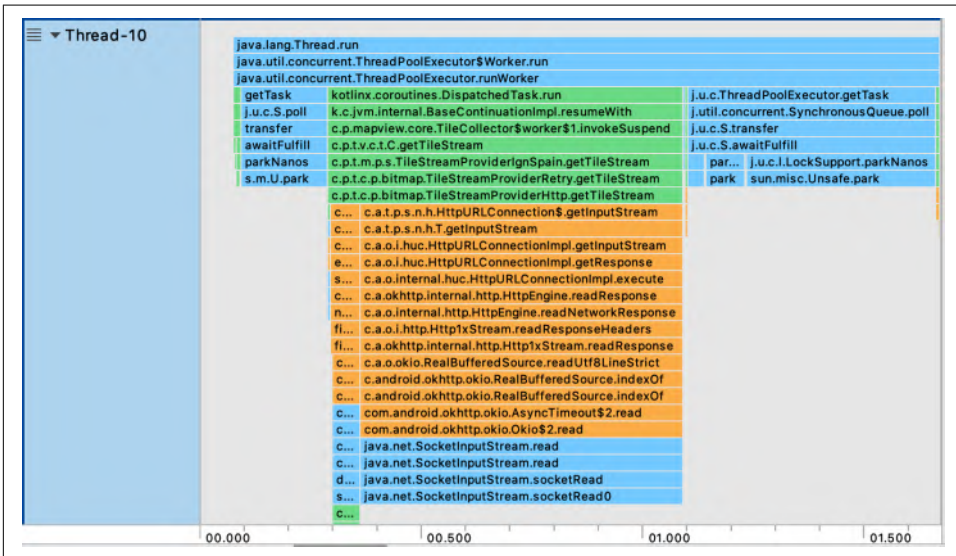 Thread-10
java.lang.Thread.run
java.util.concurrent.ThreadPoolExecutor$Worker.run
java.util.concurrent.ThreadPoolExecutor.runWorker
getTask kotlinx.coroutines.DispatchedTask.run j.u.c.ThreadPoolExecutor.getTask
j.u.c.S.poll k.c.jvm.internal.BaseContinuationImpl.resumeWith j.util.concurrent.SynchronousQueue.poll
transfer c.p.mapview.core.TileCollector$worker$1.invokeSuspend j.u.c.S.transfer
awaitFulfill c.p.t.v.c.t.C.getTileStream j.u.c.S.awaitFulfill
parkNanos c.p.t.m.p.s.TileStreamProviderIgnSpain.getTileStream par... j.u.c.l.LockSupport.parkNanos
s.m.U.park c.p.t.c.p.bitmap.TileStreamProviderRetry.getTileStream park sun.misc.Unsafe.park
c.p.t.c.p.bitmap.TileStreamProviderHttp.getTileStream
c... c.a.t.p.s.n.h.HttpURLConnection$.getInputStream
c... c.a.t.p.s.n.h.T.getInputStream
c... c.a.o.i.huc.HttpURLConnectionImpl.getInputStream
e... c.a.o.i.huc.HttpURLConnectionImpl.getResponse
s... c.a.o.internal.huc.HttpURLConnectionImpl.execute
c... c.a.okhttp.internal.http.HttpEngine.readResponse
n... c.a.o.internal.http.HttpEngine.readNetworkResponse
fi... c.a.o.i.http.Http1xStream.readResponseHeaders
fi... c.a.okhttp.internal.http.Http1xStream.readResponse
c... c.a.o.okio.RealBufferedSource.readUtf8LineStrict
c... c.android.okhttp.okio.RealBufferedSource.indexOf
c... c.android.okhttp.okio.RealBufferedSource.indexOf
c... com.android.okhttp.okio.AsyncTimeout$2.read
c... com.android.okhttp.okio.Okio$2.read
c... java.net.SocketInputStream.read
c... java.net.SocketInputStream.read
d... java.net.SocketInputStream.socketRead
s... java.net.SocketInputStream.socketRead0
c...
00.000 00.500 01.000 01.500